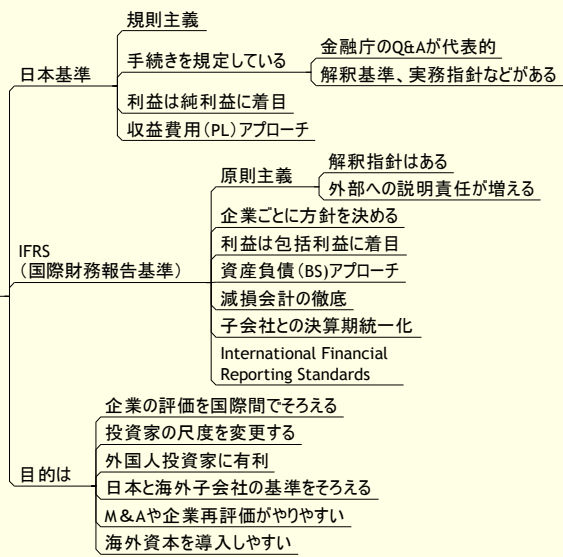 日本基準
規則主義
手続きを規定している
金融庁のQ&Aが代表的
解釈基準、実務指針などがある
利益は純利益に着目
収益費用（PL）アプローチ
IFRS
（国際財務報告基準）
原則主義
解釈指針はある
外部への説明責任が増える
企業ごとに方針を決める
利益は包括利益に着目
資産負債（BS)アプローチ
減損会計の徹底
子会社との決算期統一化
International Financial
Reporting Standards
目的は
企業の評価を国際間でそろえる
投資家の尺度を変更する
外国人投資家に有利
日本と海外子会社の基準をそろえる
M＆Aや企業再評価がやりやすい
海外資本を導入しやすい